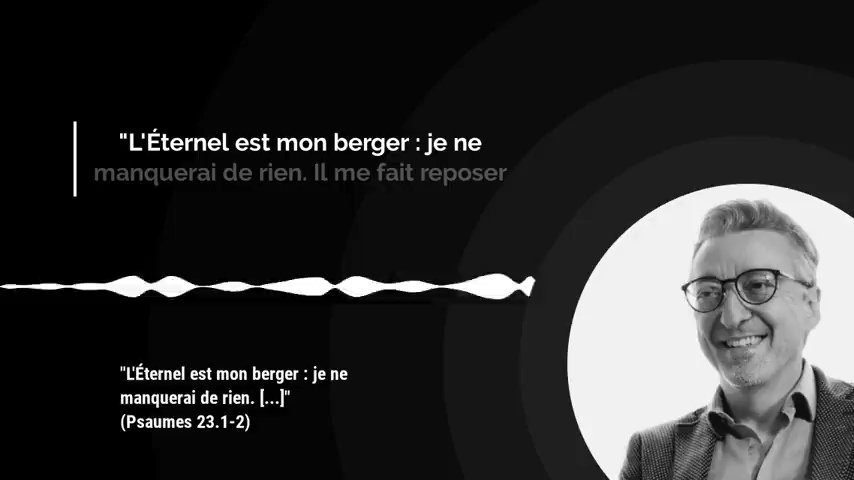 "L'Éternel est mon berger : je ne
manquerai de rien. Il me fait reposer
"L'Éternel est mon berger : je ne
manquerai de rien. [...]"
(Psaumes 23.1-2)